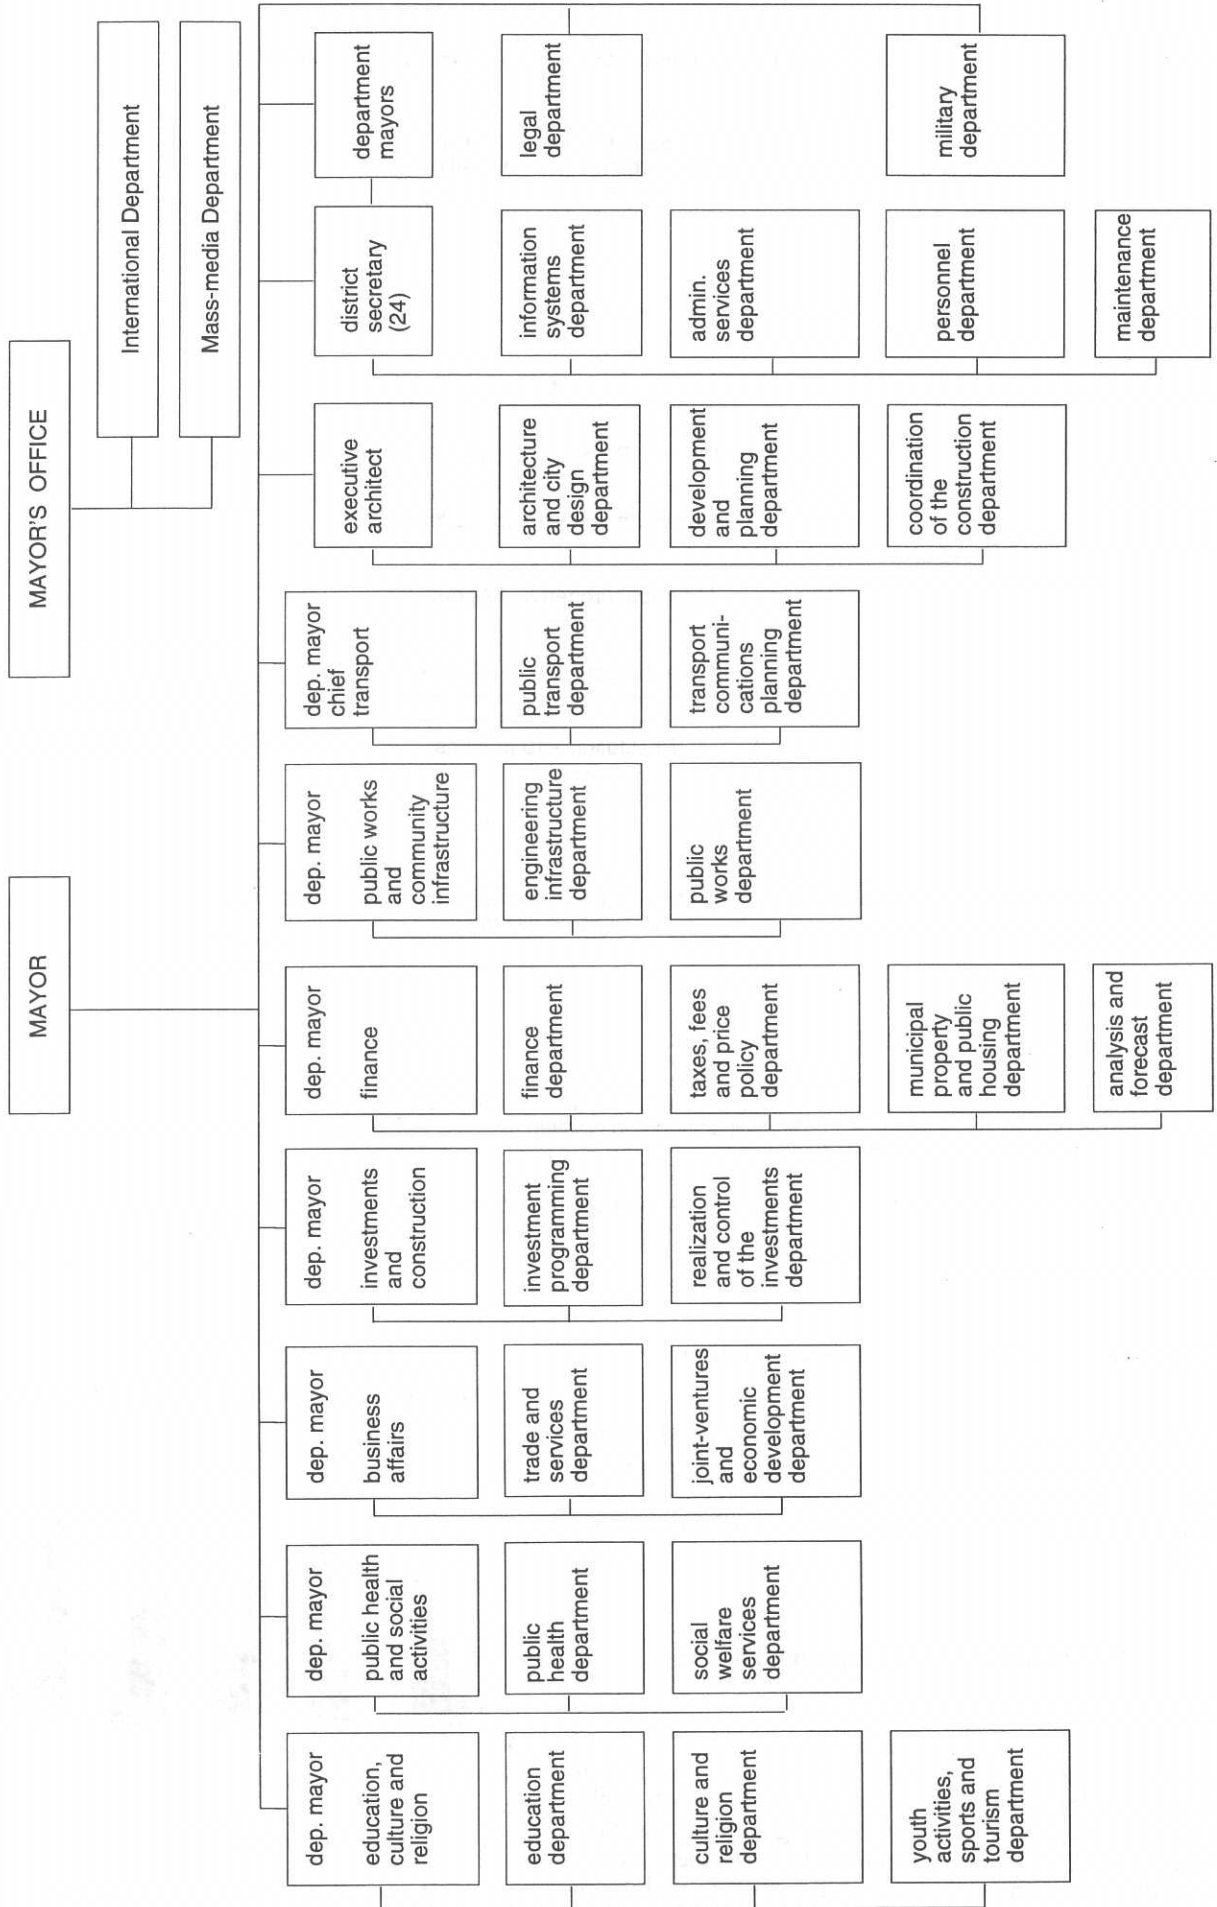 MAYOR
MAYOR'S OFFICE
International Department
Mass-media Department
dep. mayor
education,
culture and
religion
education
department
culture and
religion
department
youth
activities,
sports and
tourism
department
dep. mayor
public health
and social
activities
public
health
department
social
welfare
services
department
dep. mayor
business
affairs
trade and
services
department
joint-ventures
and
economic
development
department
dep. mayor
investments
and
construction
investment
programming
department
realization
and control
of the
investments
department
dep. mayor
finance
finance
department
taxes, fees
and price
policy
department
municipal
property
and public
housing
department
analysis and
forecast
department
dep. mayor
public works
and
community
infrastructure
engineering
infrastructure
department
public
works
department
dep. mayor
chief
transport
public
transport
department
transport
communi-
cations
planning
department
executive
architect
architecture
and city
design
department
development
and
planning
department
coordination
of the
construction
department
district
secretary
(24)
information
systems
department
admin.
services
department
personnel
department
maintenance
department
department
mayors
legal
department
military
department